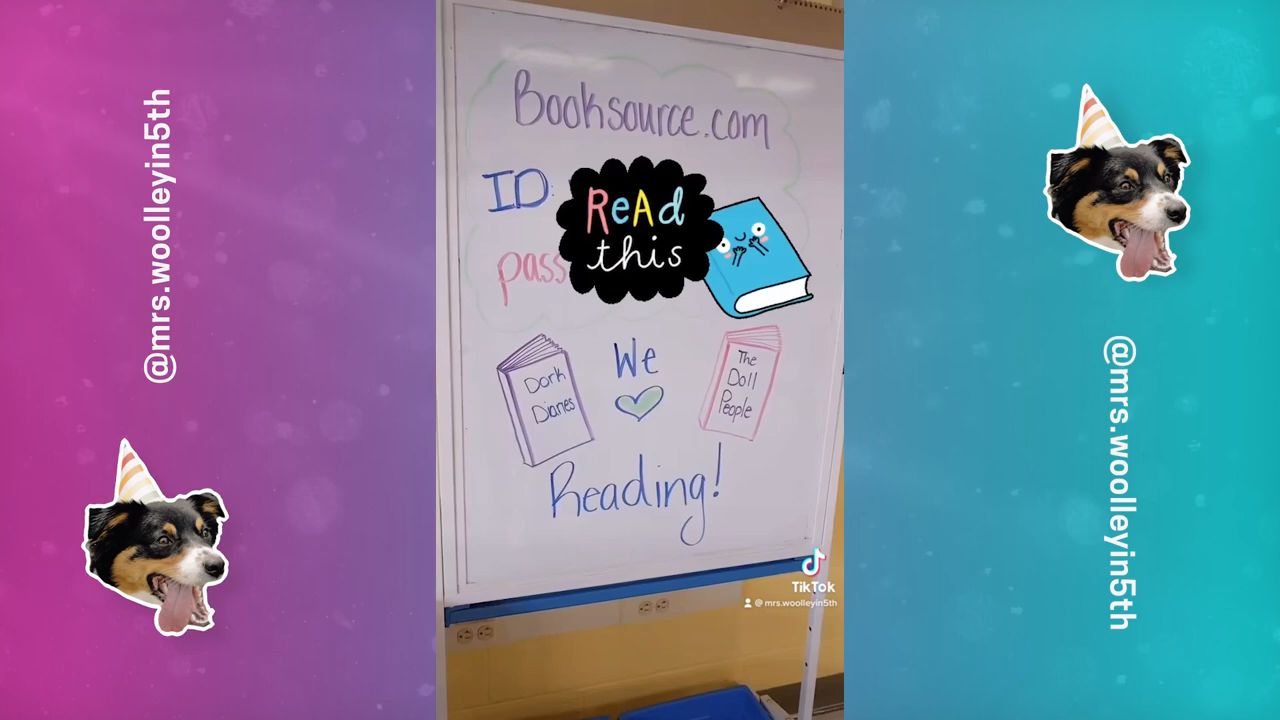 @mrs.woolleyin5th
Booksource.com
ID:
pass
ReAd
this
Dork
Diaries
We
The
Doll
People
Reading!
TikTok
@mrs.woolleyin5th
@mrs.woolleyin5th